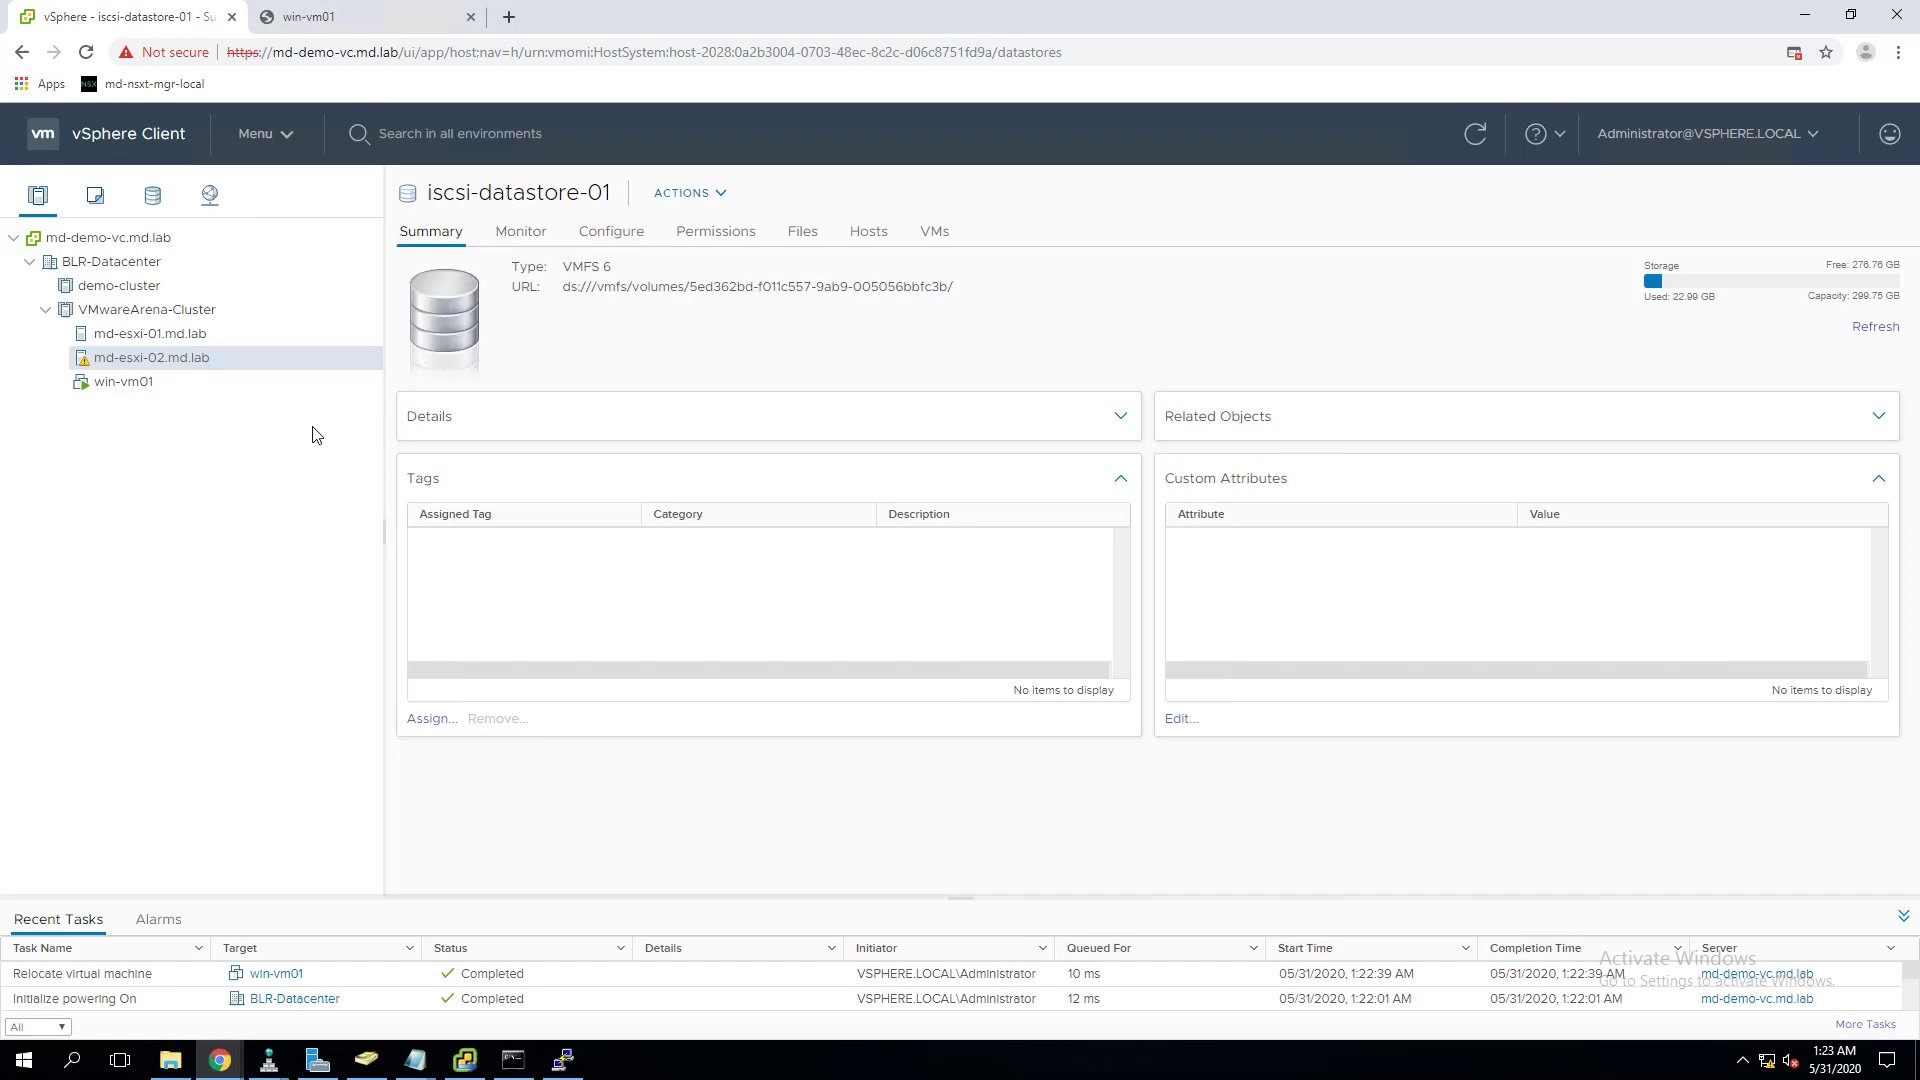 vSphere - iscsi-datastore-01 - Su
win-vm01
Not secure
https://md-demo-vc.md.lab/ui/app/host;nav=h/urn:vmomi:HostSystem:host-2028:0a2b3004-0703-48ec-8c2c-d06c8751fd9a/datastores
Apps
NSX
md-nsxt-mgr-local
vm vSphere Client
Menu
Search in all environments
Administrator@VSPHERE.LOCAL
md-demo-vc.md.lab
BLR-Datacenter
demo-cluster
VMwareArena-Cluster
md-esxi-01.md.lab
md-esxi-02.md.lab
win-vm01
iscsi-datastore-01
ACTIONS
Summary Monitor Configure Permissions Files Hosts VMs
Type: VMFS 6
URL: ds:///vmfs/volumes/5ed362bd-f011c557-9ab9-005056bbfc3b/
Storage Free: 276.76 GB
Used: 22.99 GB Capacity: 299.75 GB
Refresh
Details
Related Objects
Tags
Assigned Tag Category Description
No items to display
Assign... Remove...
Custom Attributes
Attribute Value
No items to display
Edit...
Recent Tasks Alarms
Task Name Target Status Details Initiator Queued For Start Time Completion Time Server
Relocate virtual machine win-vm01 Completed VSPHERE.LOCAL\Administrator 10 ms 05/31/2020, 1:22:39 AM 05/31/2020, 1:22:39 AM md-demo-vc.md.lab
Initialize powering On BLR-Datacenter Completed VSPHERE.LOCAL\Administrator 12 ms 05/31/2020, 1:22:01 AM 05/31/2020, 1:22:01 AM md-demo-vc.md.lab
Activate Windows
Go to Settings to activate Windows.
All
More Tasks
1:23 AM
5/31/2020